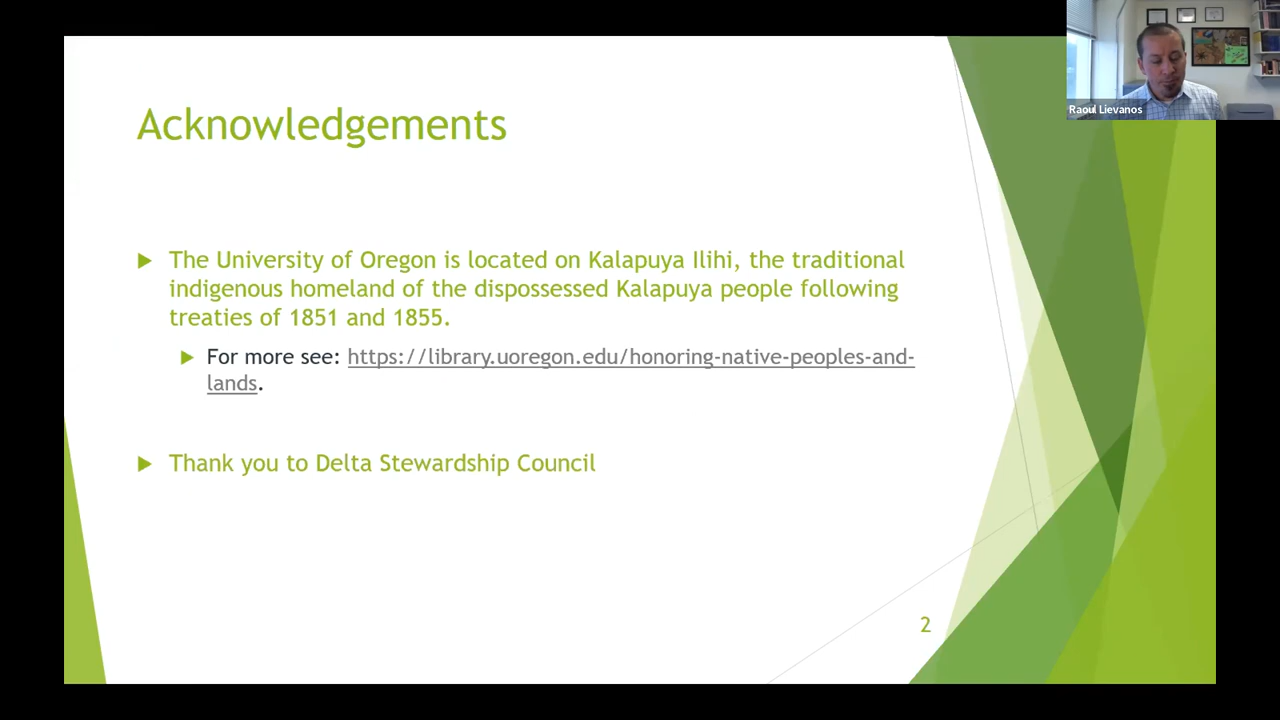 Raoul Lievanos
Acknowledgements
The University of Oregon is located on Kalapuya Ilihi, the traditional
indigenous homeland of the dispossessed Kalapuya people following
treaties of 1851 and 1855.
For more see: https://library.uoregon.edu/honoring-native-peoples-and-
lands.
Thank you to Delta Stewardship Council
2